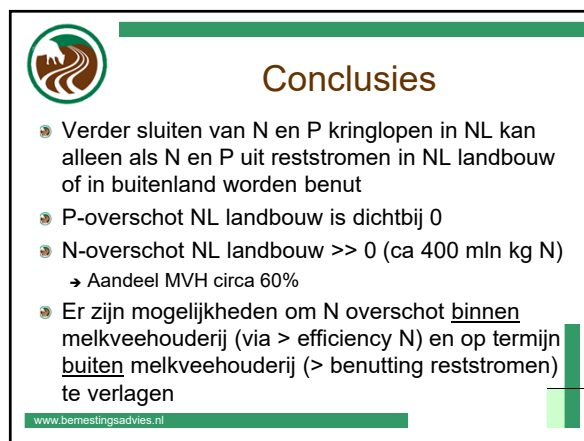 Conclusies
Verder sluiten van N en P kringlopen in NL kan
alleen als N en P uit reststromen in NL landbouw
of in buitenland worden benut
P-overschot NL landbouw is dichtbij 0
N-overschot NL landbouw >> 0 (ca 400 mln kg N)
→ Aandeel MVH circa 60%
Er zijn mogelijkheden om N overschot binnen
melkveehouderij (via > efficiency N) en op termijn
buiten melkveehouderij (> benutting reststromen)
te verlagen
www.bemestingsadvies.nl